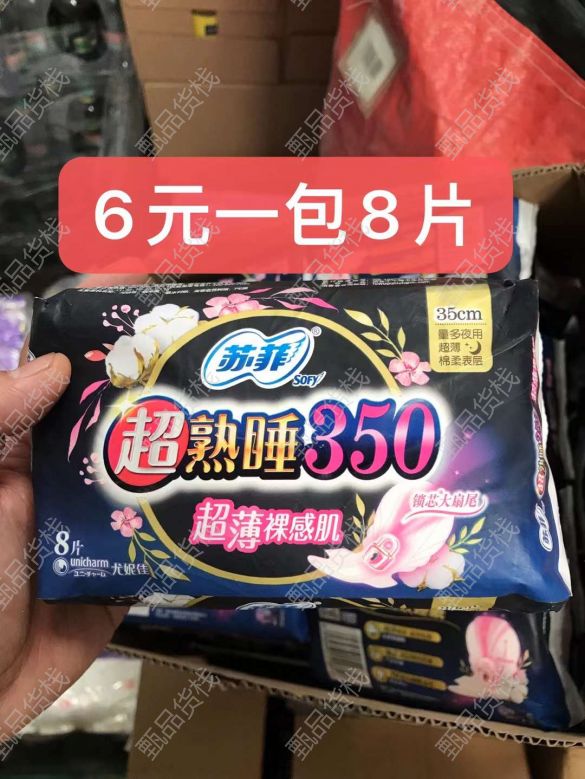 6元一包8片
35cm
量多夜用
超薄
棉柔表层
苏菲®
SOFY
超熟睡350
超薄裸感肌
锁芯大扇尾
8片
unicharm 尤妮佳
ユニ・チャーム
甄品货栈